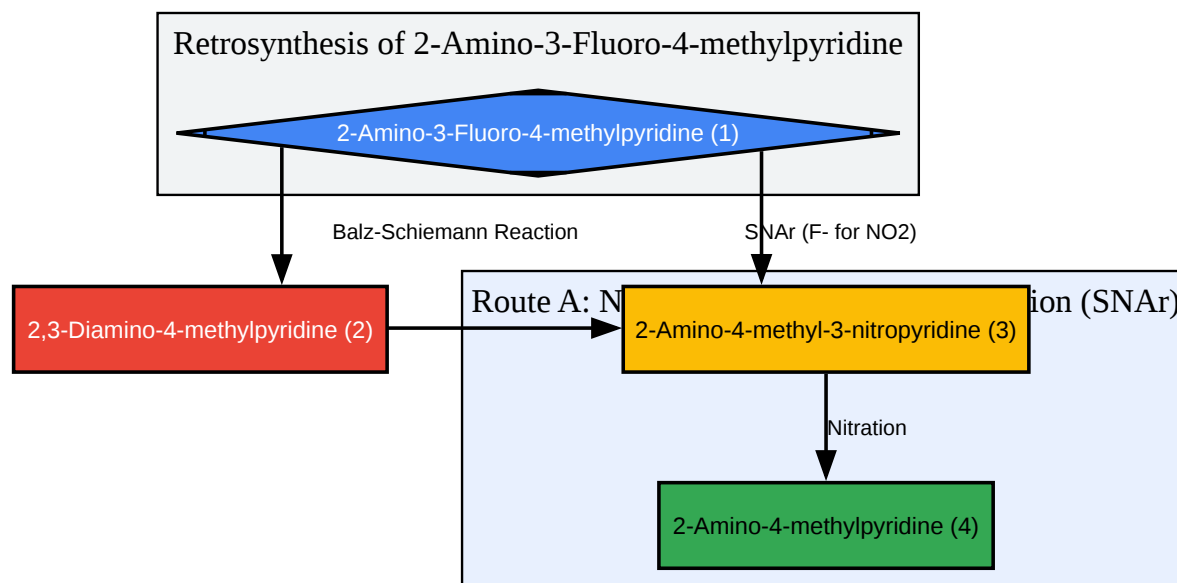 Retrosynthesis of 2-Amino-3-Fluoro-4-methylpyridine
2-Amino-3-Fluoro-4-methylpyridine (1)
Balz-Schiemann Reaction
SNAr (F- for NO2)
Route A: N ion (SNAr)
2,3-Diamino-4-methylpyridine (2)
2-Amino-4-methyl-3-nitropyridine (3)
Nitration
2-Amino-4-methylpyridine (4)